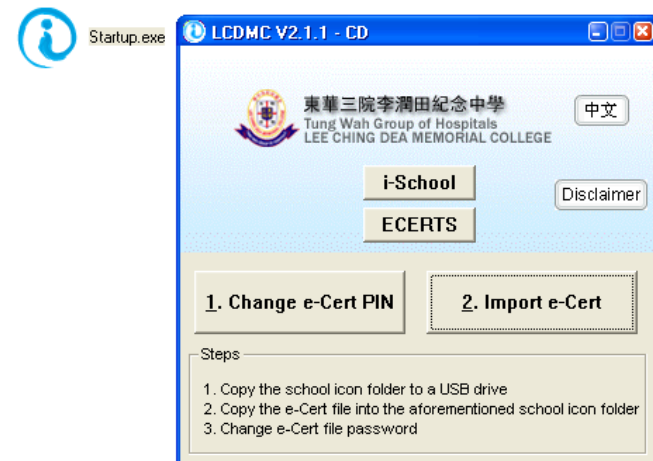 Startup.exe
LCDMC V2.1.1 - CD
東華三院李潤田紀念中學
Tung Wah Group of Hospitals
LEE CHING DEA MEMORIAL COLLEGE
中文
i-School
Disclaimer
ECERTS
1. Change e-Cert PIN
2. Import e-Cert
Steps
1. Copy the school icon folder to a USB drive
2. Copy the e-Cert file into the aforementioned school icon folder
3. Change e-Cert file password